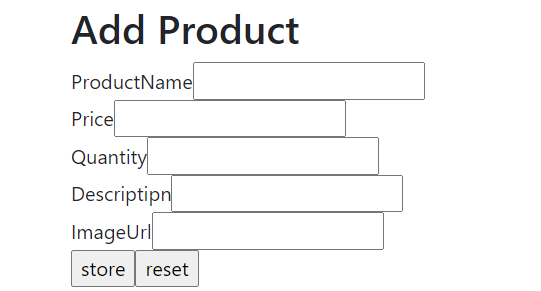 Add Product
ProductName
Price
Quantity
Descriptipn
ImageUrl
store reset